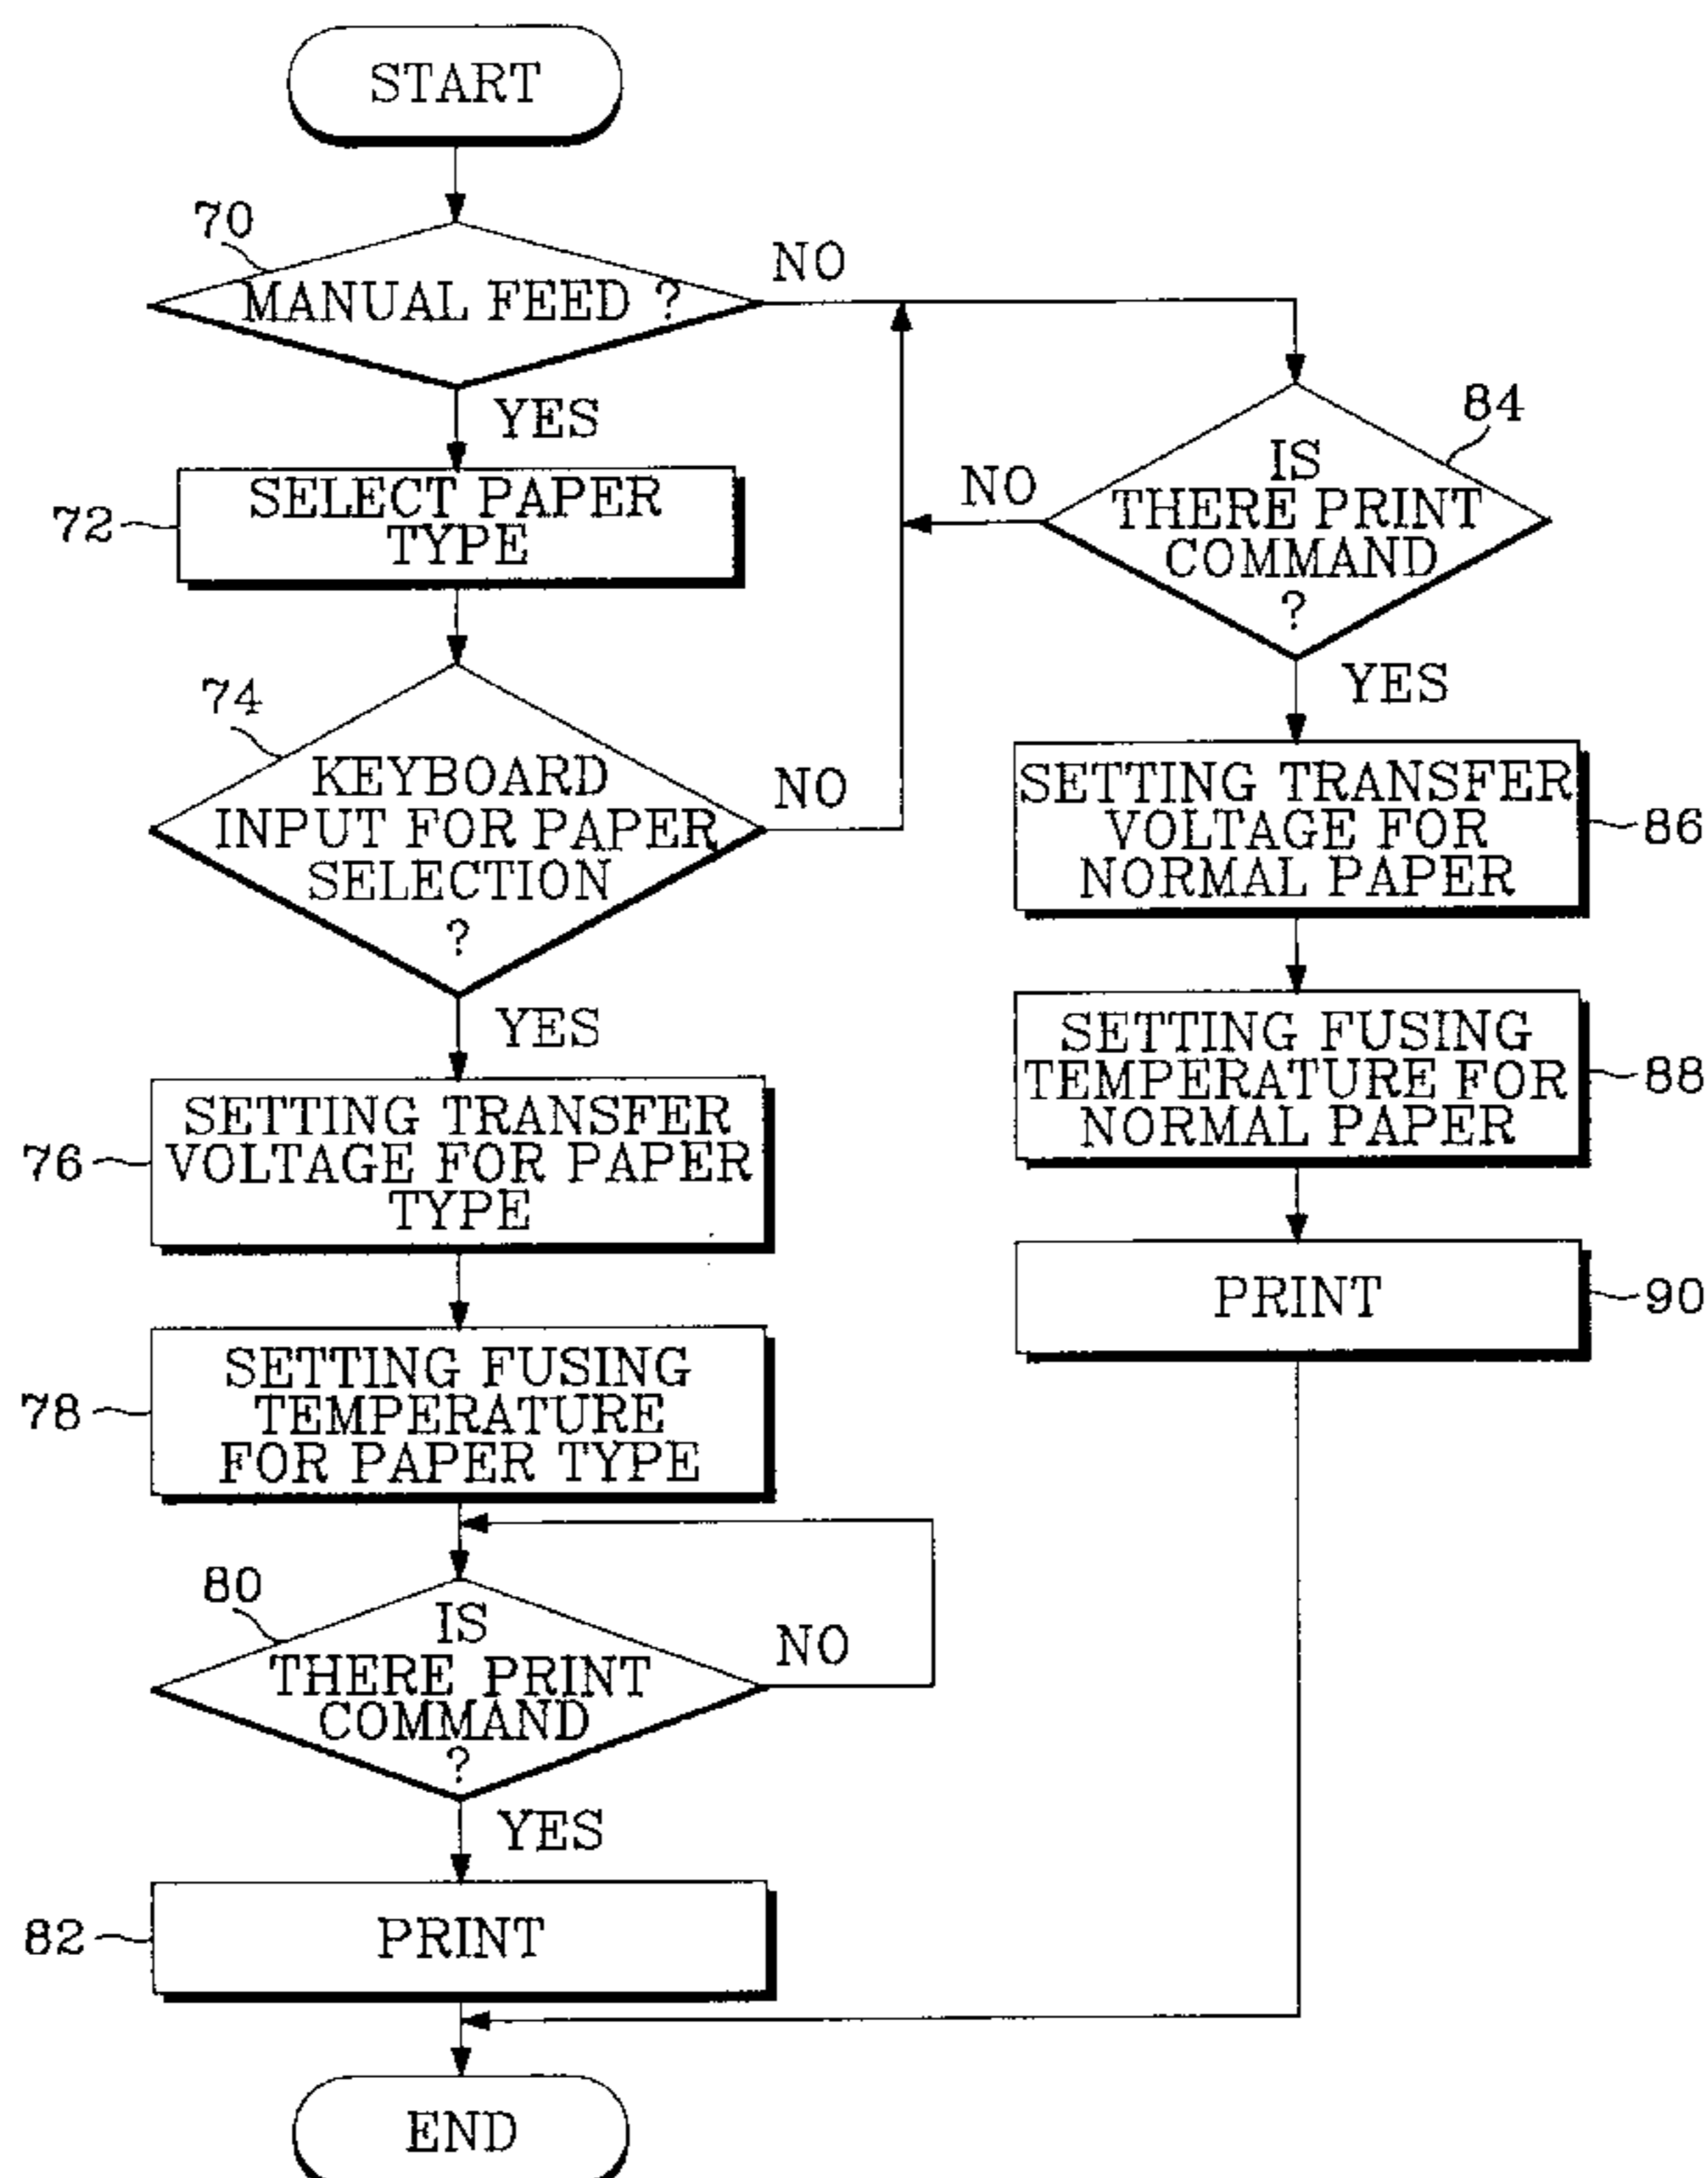 START
70
MANUAL FEED ?
NO
YES
72
SELECT PAPER
TYPE
74
KEYBOARD
INPUT FOR PAPER
SELECTION
?
NO
YES
76
SETTING TRANSFER
VOLTAGE FOR PAPER
TYPE
78
SETTING FUSING
TEMPERATURE
FOR PAPER TYPE
80
IS
THERE PRINT
COMMAND
?
NO
YES
82
PRINT
84
IS
THERE PRINT
COMMAND
?
NO
YES
SETTING TRANSFER
VOLTAGE FOR
NORMAL PAPER
86
SETTING FUSING
TEMPERATURE FOR
NORMAL PAPER
88
PRINT
90
END